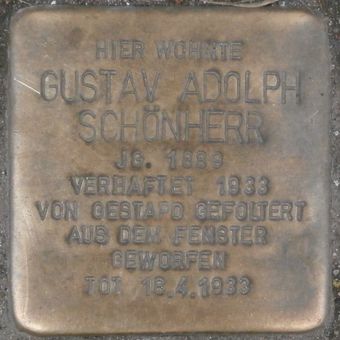 HIER WOHNTE
GUSTAV ADOLPH
SCHÖNHERR
JG. 1889
VERHAFTET 1933
VON GESTAPO GEFOLTERT
AUS DEM FENSTER
GEWORFEN
TOT 18.4.1933